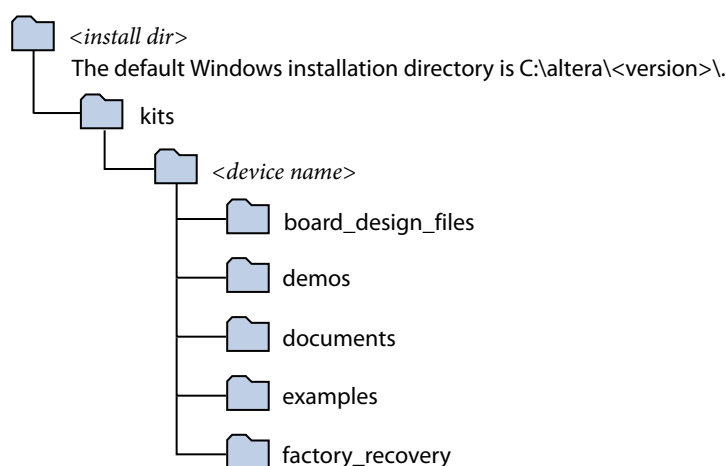 <install dir>
The default Windows installation directory is C:\altera\<version>\.
kits
<device name>
board_design_files
demos
documents
examples
factory_recovery